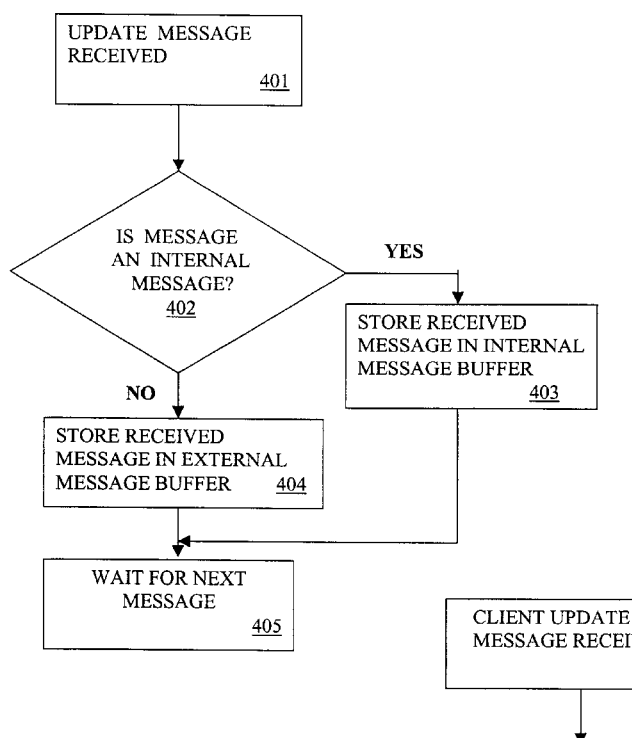 UPDATE MESSAGE
RECEIVED
401
IS MESSAGE
AN INTERNAL
MESSAGE?
402
YES
STORE RECEIVED
MESSAGE IN INTERNAL
MESSAGE BUFFER
403
NO
STORE RECEIVED
MESSAGE IN EXTERNAL
MESSAGE BUFFER 404
WAIT FOR NEXT
MESSAGE
405
CLIENT UPDATE
MESSAGE